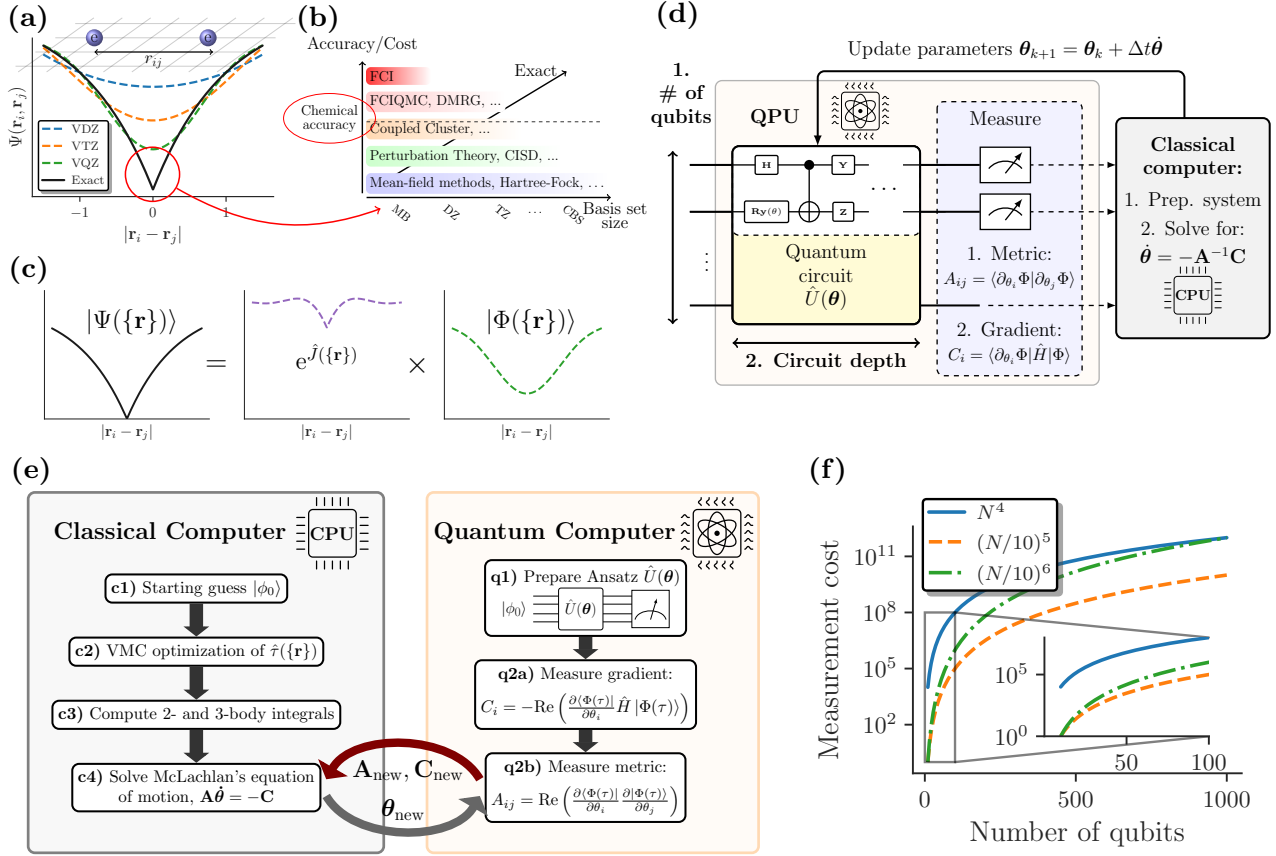 (a)
e
e
r_{ij}
Ψ(r_i, r_j)
VDZ
VTZ
VQZ
Exact
−1
0
1
|r_i − r_j|
(b)
Accuracy/Cost
Exact
FCI
FCIQMC, DMRG, ...
Chemical
accuracy
Coupled Cluster, ...
Perturbation Theory, CISD, ...
Mean-field methods, Hartree-Fock, ...
MB
DZ
TZ
...
CBS
Basis set
size
(c)
|Ψ({r})⟩
|r_i − r_j|
=
e^{Ĵ({r})}
|r_i − r_j|
×
|Φ({r})⟩
|r_i − r_j|
(d)
Update parameters θ_{k+1} = θ_k + Δtθ̇
1.
# of
qubits
QPU
Measure
H
Y
...
Ry(θ)
Z
...
⋮
Quantum
circuit
Û(θ)
2. Circuit depth
1. Metric:
A_{ij} = ⟨∂_{θ_i}Φ|∂_{θ_j}Φ⟩
2. Gradient:
C_i = ⟨∂_{θ_i}Φ|Ĥ|Φ⟩
Classical
computer:
1. Prep. system
2. Solve for:
θ̇ = −A^{−1}C
CPU
(e)
Classical Computer
CPU
c1) Starting guess |ϕ_0⟩
c2) VMC optimization of τ̂({r})
c3) Compute 2- and 3-body integrals
c4) Solve McLachlan's equation
of motion, Aθ̇ = −C
A_new, C_new
θ_new
Quantum Computer
q1) Prepare Ansatz Û(θ)
|ϕ_0⟩
Û(θ)
q2a) Measure gradient:
C_i = −Re(∂⟨Φ(τ)|/∂θ_i Ĥ |Φ(τ)⟩)
q2b) Measure metric:
A_{ij} = Re(∂⟨Φ(τ)|/∂θ_i ∂|Φ(τ)⟩/∂θ_j)
(f)
N^4
(N/10)^5
(N/10)^6
Measurement cost
10^{11}
10^8
10^5
10^2
10^5
10^0
50
100
0
500
1000
Number of qubits